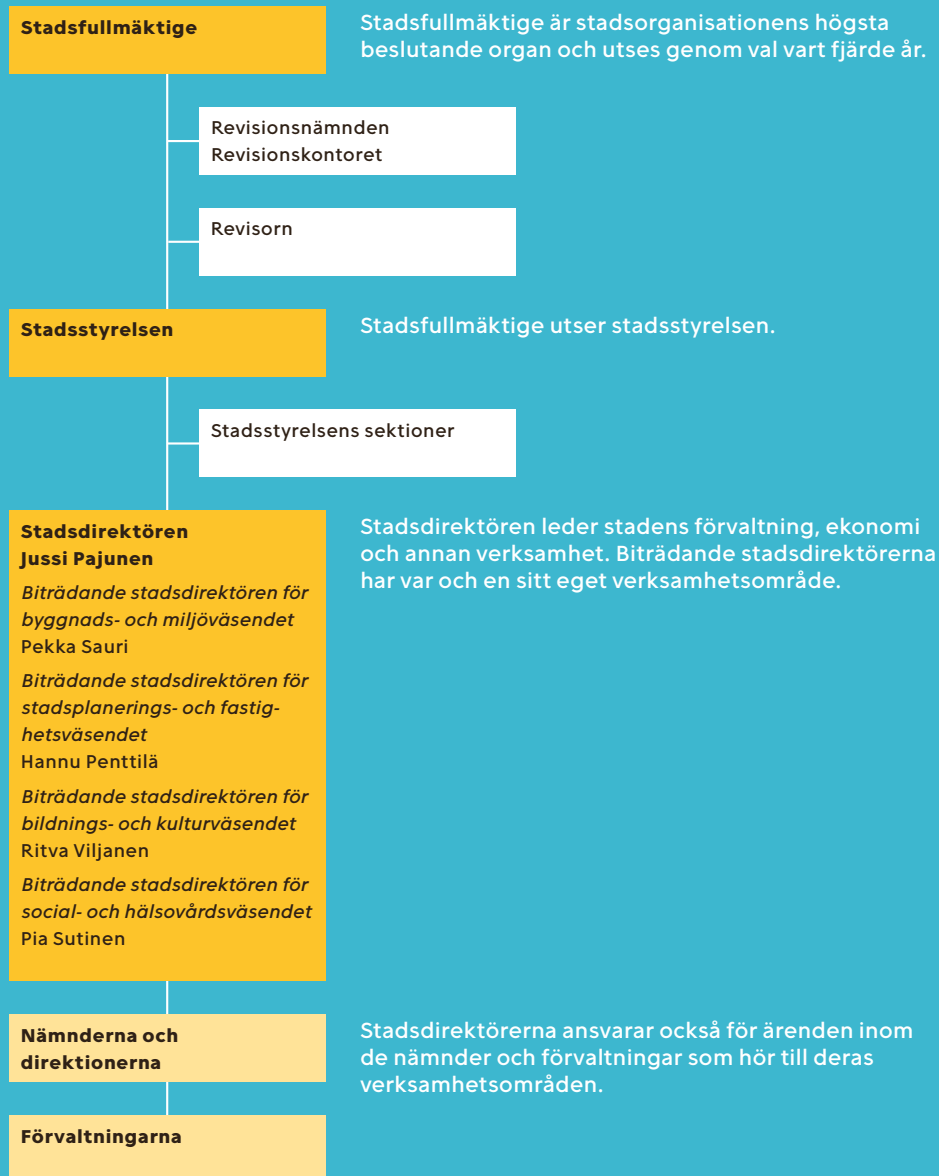 Stadsfullmäktige
Stadsfullmäktige är stadsorganisationens högsta
beslutande organ och utses genom val vart fjärde år.
Revisionsnämnden
Revisionskontoret
Revisorn
Stadsstyrelsen
Stadsfullmäktige utser stadsstyrelsen.
Stadsstyrelsens sektioner
Stadsdirektören
Jussi Pajunen
Biträdande stadsdirektören för
byggnads- och miljöväsendet
Pekka Sauri
Biträdande stadsdirektören för
stadsplanerings- och fastig-
hetsväsendet
Hannu Penttilä
Biträdande stadsdirektören för
bildnings- och kulturväsendet
Ritva Viljanen
Biträdande stadsdirektören för
social- och hälsovårdsväsendet
Pia Sutinen
Stadsdirektören leder stadens förvaltning, ekonomi
och annan verksamhet. Biträdande stadsdirektörerna
har var och en sitt eget verksamhetsområde.
Nämnderna och
direktionerna
Stadsdirektörerna ansvarar också för ärenden inom
de nämnder och förvaltningar som hör till deras
verksamhetsområden.
Förvaltningarna